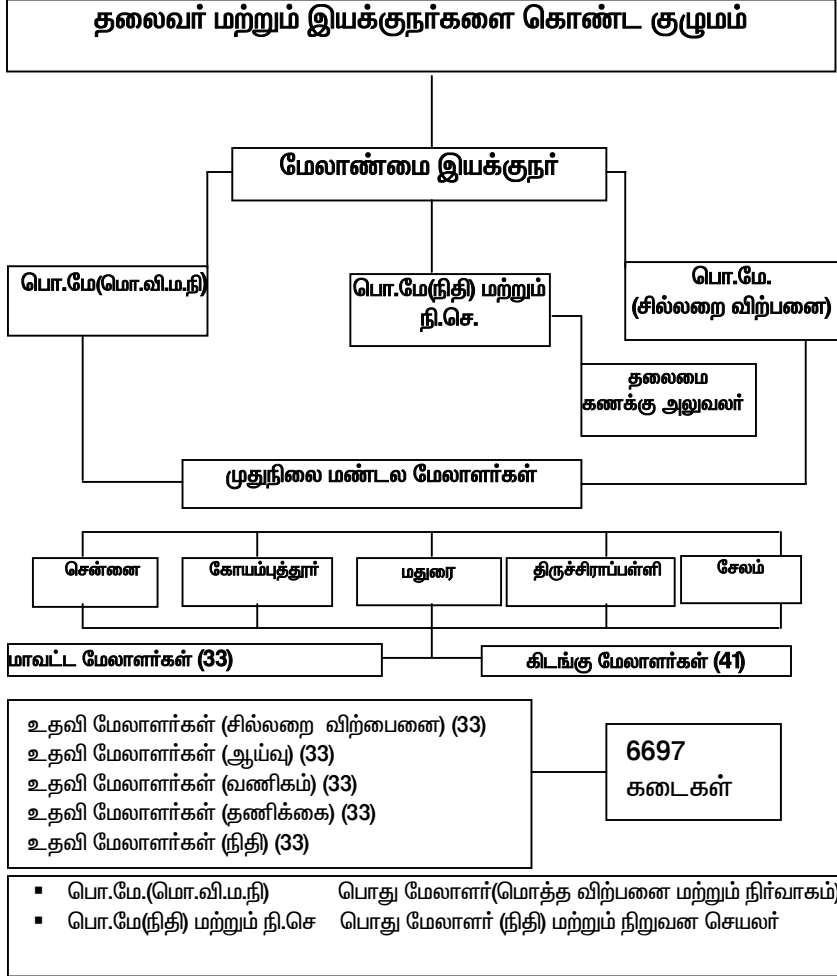 தலைவர் மற்றும் இயக்குநர்களை கொண்ட குழுமம்
மேலாண்மை இயக்குநர்
பொ.மே(மொ.வி.ம.நி)
பொ.மே(நிதி) மற்றும்
நி.செ.
பொ.மே.
(சில்லறை விற்பனை)
தலைமை
கணக்கு அலுவலர்
முதுநிலை மண்டல மேலாளர்கள்
சென்னை
கோயம்புத்தூர்
மதுரை
திருச்சிராப்பள்ளி
சேலம்
மாவட்ட மேலாளர்கள் (33)
கிடங்கு மேலாளர்கள் (41)
உதவி மேலாளர்கள் (சில்லறை விற்பைனை) (33)
உதவி மேலாளர்கள் (ஆய்வு) (33)
உதவி மேலாளர்கள் (வணிகம்) (33)
உதவி மேலாளர்கள் (தணிக்கை) (33)
உதவி மேலாளர்கள் (நிதி) (33)
6697
கடைகள்
▪ பொ.மே.(மொ.வி.ம.நி) பொது மேலாளர்(மொத்த விற்பனை மற்றும் நிர்வாகம்)
▪ பொ.மே(நிதி) மற்றும் நி.செ பொது மேலாளர் (நிதி) மற்றும் நிறுவன செயலர்